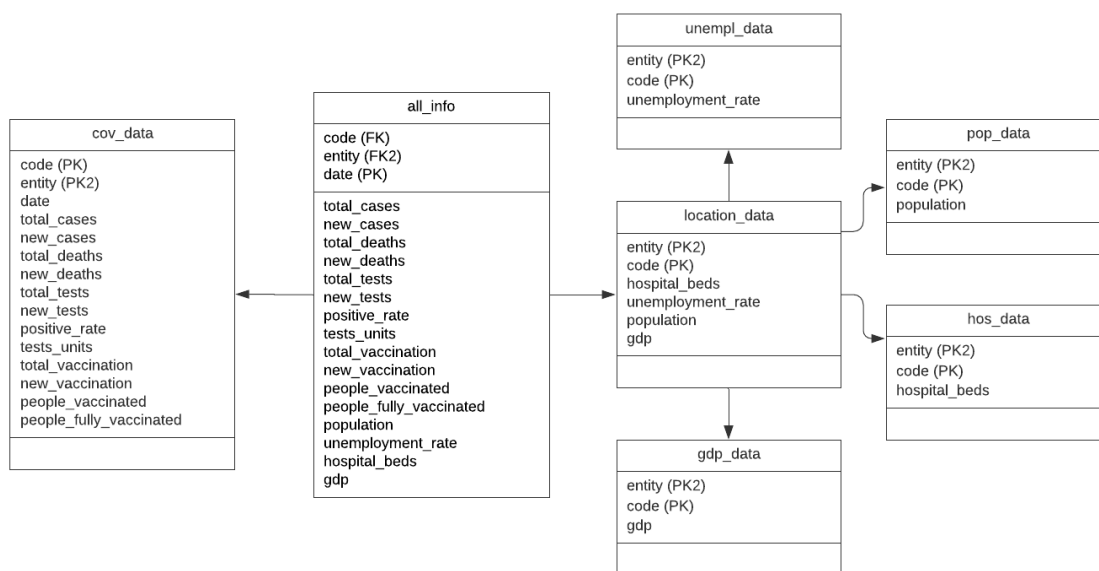 cov_data
code (PK)
entity (PK2)
date
total_cases
new_cases
total_deaths
new_deaths
total_tests
new_tests
positive_rate
tests_units
total_vaccination
new_vaccination
people_vaccinated
people_fully_vaccinated
all_info
code (FK)
entity (FK2)
date (PK)
total_cases
new_cases
total_deaths
new_deaths
total_tests
new_tests
positive_rate
tests_units
total_vaccination
new_vaccination
people_vaccinated
people_fully_vaccinated
population
unemployment_rate
hospital_beds
gdp
unempl_data
entity (PK2)
code (PK)
unemployment_rate
location_data
entity (PK2)
code (PK)
hospital_beds
unemployment_rate
population
gdp
gdp_data
entity (PK2)
code (PK)
gdp
pop_data
entity (PK2)
code (PK)
population
hos_data
entity (PK2)
code (PK)
hospital_beds